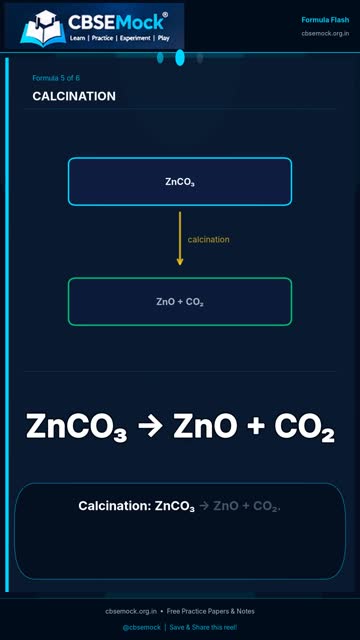 CBSEMock®
Learn | Practice | Experiment | Play
Formula Flash
cbsemock.org.in
Formula 5 of 6
CALCINATION
ZnCO₃
calcination
ZnO + CO₂
ZnCO₃ → ZnO + CO₂
Calcination: ZnCO₃ → ZnO + CO₂.
cbsemock.org.in • Free Practice Papers & Notes
@cbsemock | Save & Share this reel!